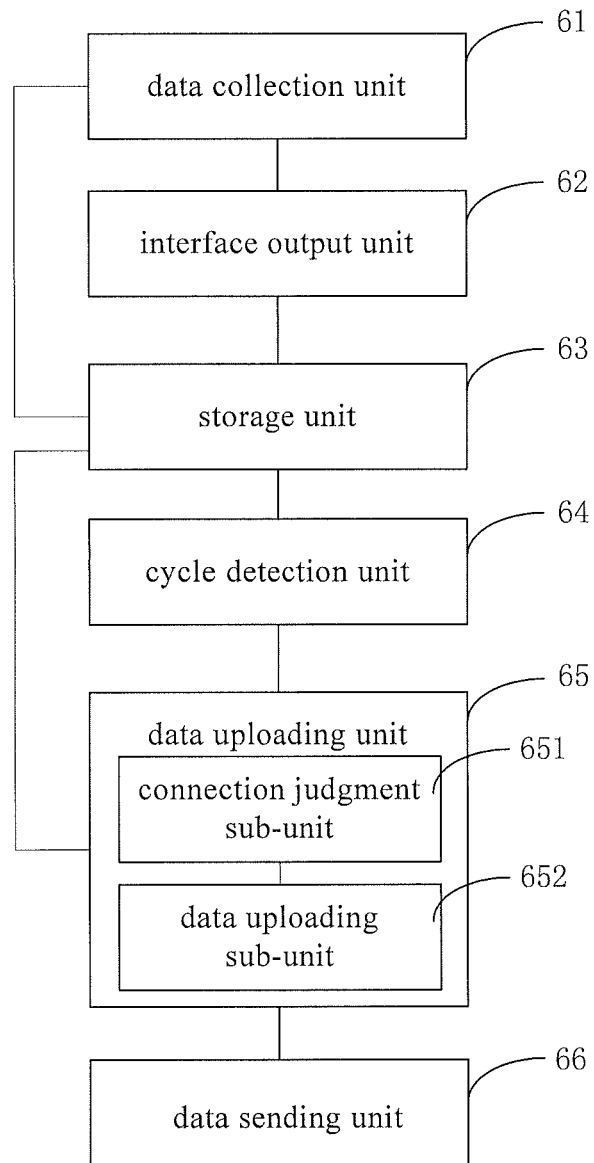 61
data collection unit
62
interface output unit
63
storage unit
64
cycle detection unit
65
data uploading unit
651
connection judgment
sub-unit
652
data uploading
sub-unit
66
data sending unit